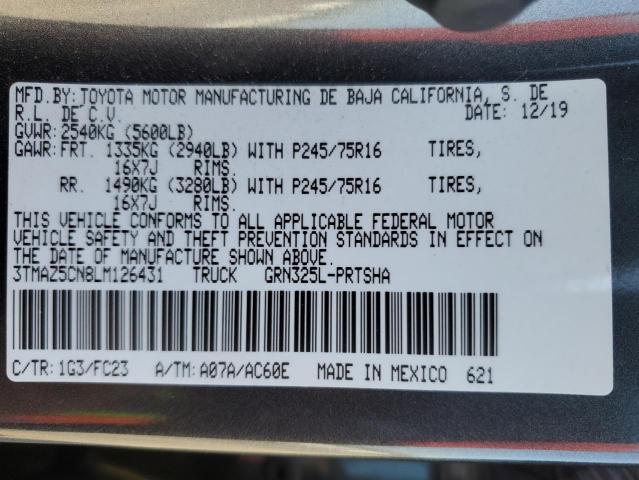 MFD.BY:TOYOTA MOTOR MANUFACTURING DE BAJA CALIFORNIA, S. DE
R.L. DE C.V. DATE: 12/19
GVWR:2540KG (5600LB)
GAWR:FRT. 1335KG (2940LB) WITH P245/75R16 TIRES,
16X7J RIMS.
RR. 1490KG (3280LB) WITH P245/75R16 TIRES,
16X7J RIMS.
THIS VEHICLE CONFORMS TO ALL APPLICABLE FEDERAL MOTOR
VEHICLE SAFETY AND THEFT PREVENTION STANDARDS IN EFFECT ON
THE DATE OF MANUFACTURE SHOWN ABOVE.
3TMAZ5CN8LM126431 TRUCK GRN325L-PRTSHA
C/TR:1G3/FC23 A/TM:A07A/AC60E MADE IN MEXICO 621